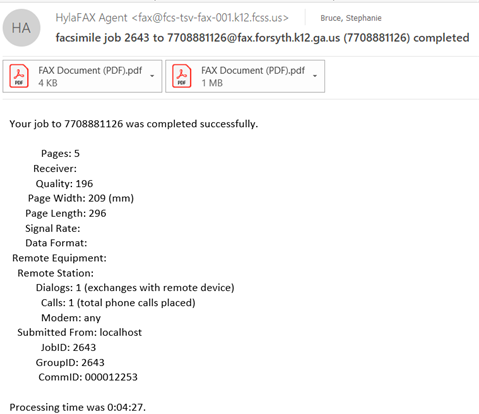 HA
HylaFAX Agent <fax@fcs-tsv-fax-001.k12.fcss.us>
Bruce, Stephanie
facsimile job 2643 to 7708881126@fax.forsyth.k12.ga.us (7708881126) completed
PDF
FAX Document (PDF).pdf
4 KB
PDF
FAX Document (PDF).pdf
1 MB
Your job to 7708881126 was completed successfully.
Pages: 5
Receiver:
Quality: 196
Page Width: 209 (mm)
Page Length: 296
Signal Rate:
Data Format:
Remote Equipment:
Remote Station:
Dialogs: 1 (exchanges with remote device)
Calls: 1 (total phone calls placed)
Modem: any
Submitted From: localhost
JobID: 2643
GroupID: 2643
CommID: 000012253
Processing time was 0:04:27.